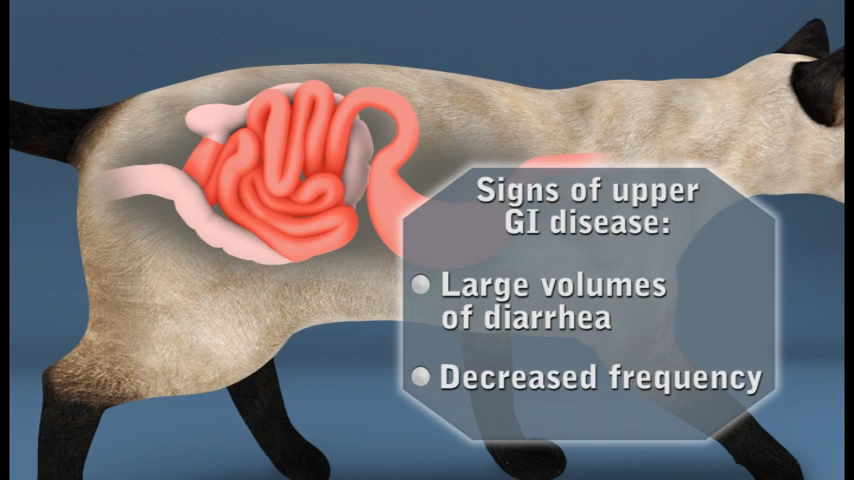 Signs of upper
GI disease:
Large volumes
of diarrhea
Decreased frequency